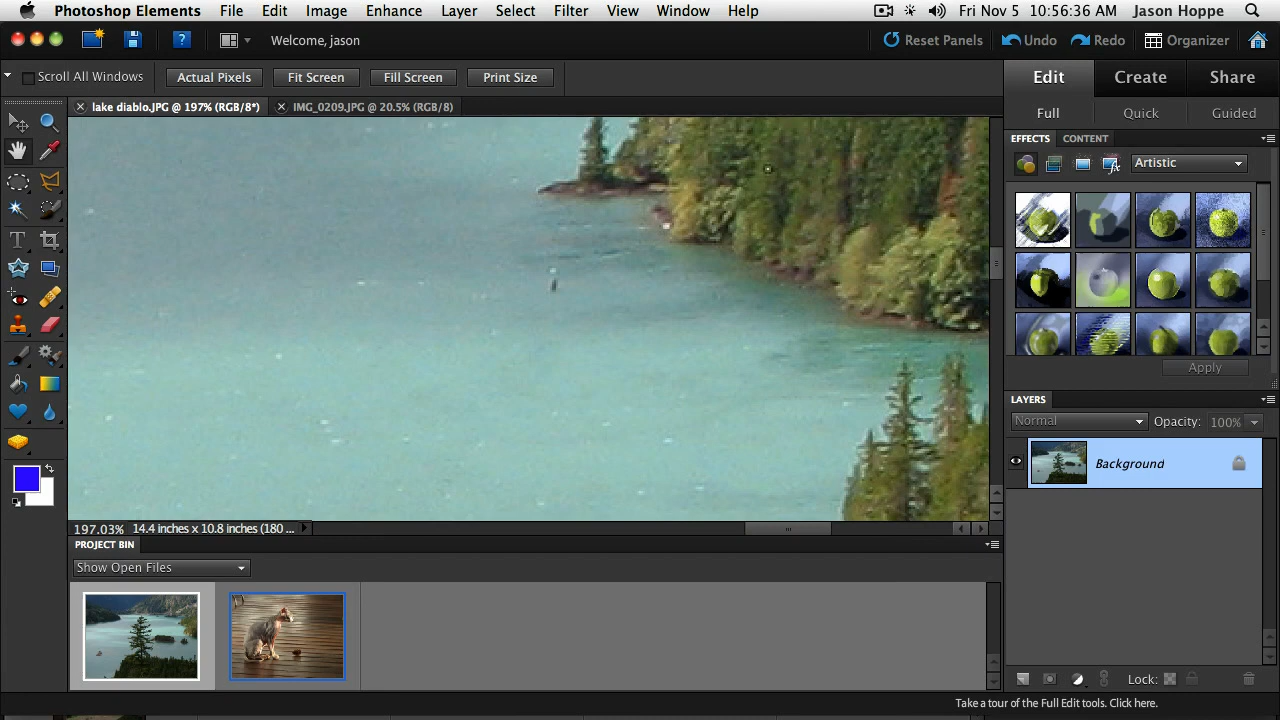 Photoshop Elements File Edit Image Enhance Layer Select Filter View Window Help Fri Nov 5 10:56:36 AM Jason Hoppe
Welcome, jason Reset Panels Undo Redo Organizer
Scroll All Windows Actual Pixels Fit Screen Fill Screen Print Size
Edit Create Share
lake diablo.JPG @ 197% (RGB/8*) IMG_0209.JPG @ 20.5% (RGB/8)
Full Quick Guided
EFFECTS CONTENT
Artistic
Apply
LAYERS
Normal Opacity: 100%
Background
197.03% 14.4 inches x 10.8 inches (180 ...
PROJECT BIN
Show Open Files
Lock:
Take a tour of the Full Edit tools. Click here.